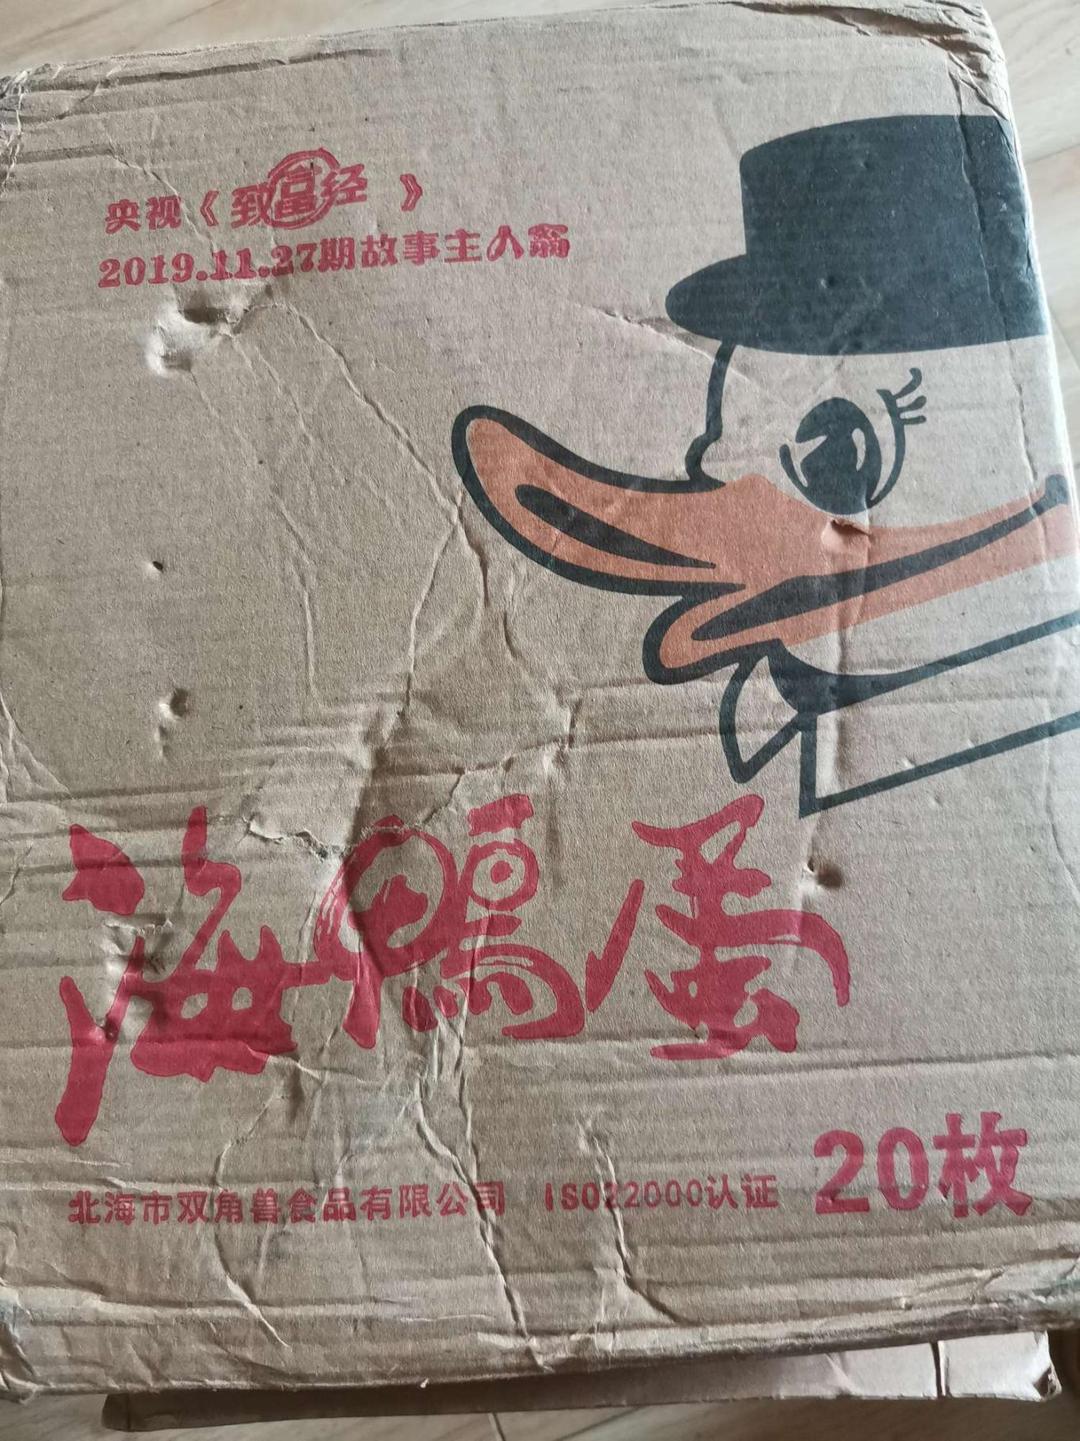 央视《致富经》
2019.11.27期故事主人翁
海鸭蛋
20枚
北海市双角兽食品有限公司 ISO22000认证